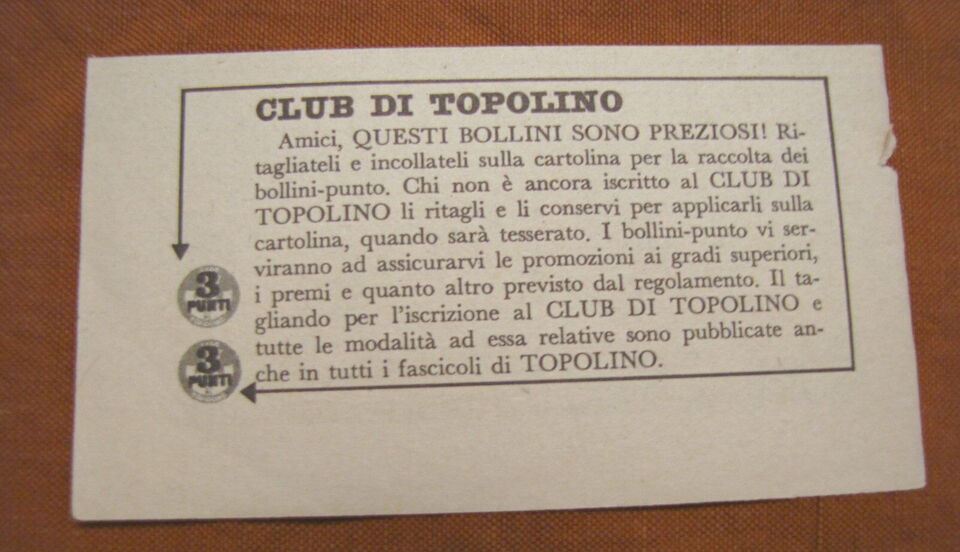 CLUB DI TOPOLINO
Amici, QUESTI BOLLINI SONO PREZIOSI! Ri-
tagliateli e incollateli sulla cartolina per la raccolta dei
bollini-punto. Chi non è ancora iscritto al CLUB DI
TOPOLINO li ritagli e li conservi per applicarli sulla
cartolina, quando sarà tesserato. I bollini-punto vi ser-
viranno ad assicurarvi le promozioni ai gradi superiori,
i premi e quanto altro previsto dal regolamento. Il ta-
gliando per l'iscrizione al CLUB DI TOPOLINO e
tutte le modalità ad essa relative sono pubblicate an-
che in tutti i fascicoli di TOPOLINO.
3
PUNTI
3
PUNTI